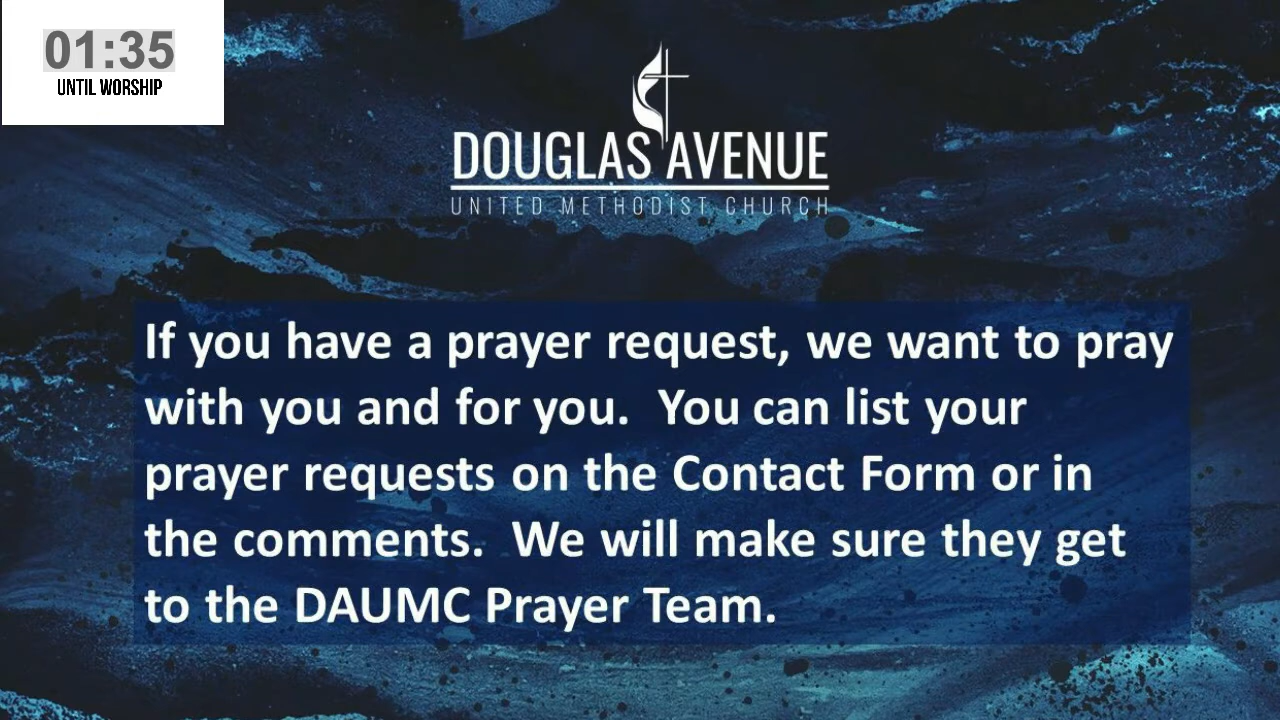 01:35
UNTIL WORSHIP
DOUGLAS AVENUE
UNITED METHODIST CHURCH
If you have a prayer request, we want to pray
with you and for you.  You can list your
prayer requests on the Contact Form or in
the comments.  We will make sure they get
to the DAUMC Prayer Team.